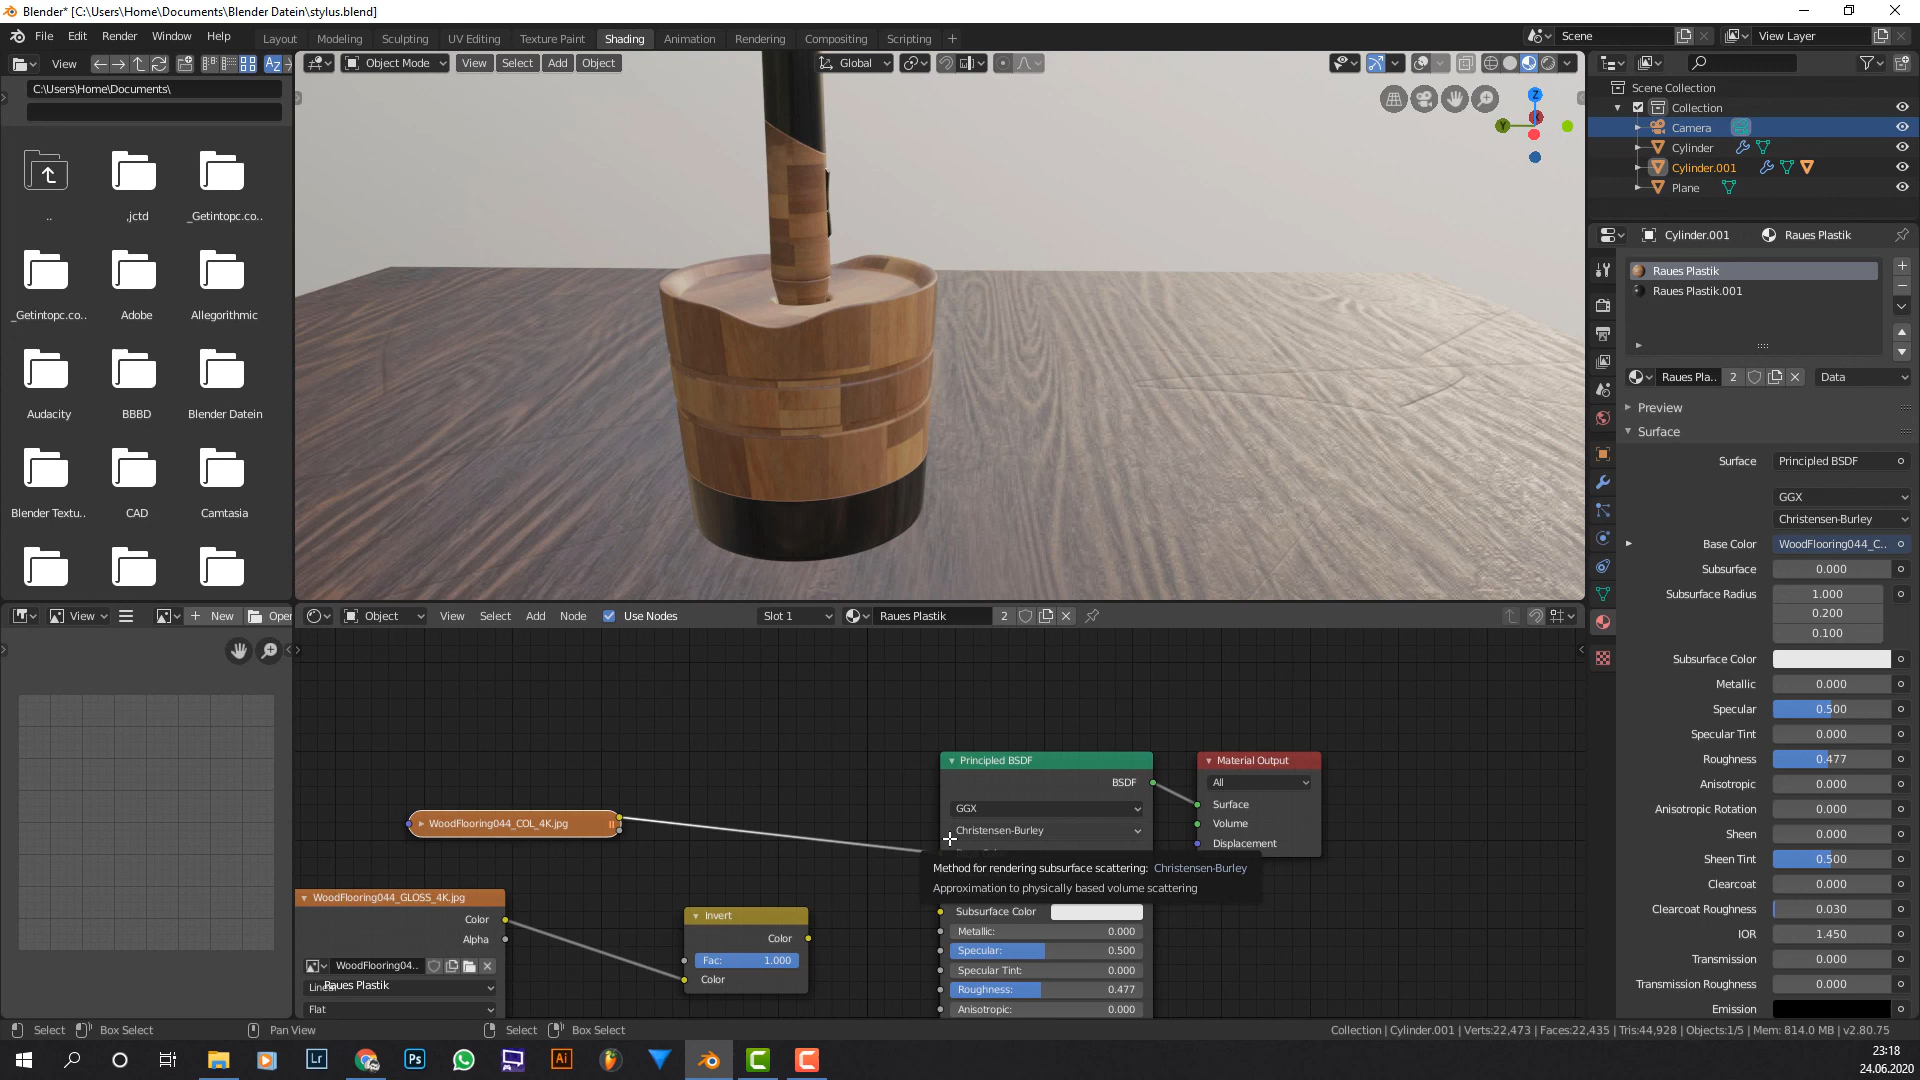 Blender* [C:\Users\Home\Documents\Blender Datein\stylus.blend]
File Edit Render Window Help
Layout Modeling Sculpting UV Editing Texture Paint Shading Animation Rendering Compositing Scripting
Scene View Layer
View
C:\Users\Home\Documents\
Object Mode View Select Add Object Global
..
.jctd
_Getintopc.co..
_Getintopc.co..
Adobe
Allegorithmic
Audacity
BBBD
Blender Datein
Blender Textu..
CAD
Camtasia
Z
Y
X
Scene Collection
Collection
Camera
Cylinder
Cylinder.001
Plane
Cylinder.001 Raues Plastik
Raues Plastik
Raues Plastik.001
Raues Pla.. 2 Data
Preview
Surface
Surface Principled BSDF
GGX
Christensen-Burley
Base Color WoodFlooring044_C..
Subsurface 0.000
Subsurface Radius 1.000
0.200
0.100
Subsurface Color
Metallic 0.000
Specular 0.500
Specular Tint 0.000
Roughness 0.477
Anisotropic 0.000
Anisotropic Rotation 0.000
Sheen 0.000
Sheen Tint 0.500
Clearcoat 0.000
Clearcoat Roughness 0.030
IOR 1.450
Transmission 0.000
Transmission Roughness 0.000
Emission
View New Open
Object View Select Add Node Use Nodes Slot 1 Raues Plastik 2
WoodFlooring044_COL_4K.jpg
WoodFlooring044_GLOSS_4K.jpg
Color
Alpha
WoodFlooring04..
Raues Plastik
Flat
Invert
Color
Fac: 1.000
Color
Principled BSDF
BSDF
GGX
Christensen-Burley
Method for rendering subsurface scattering: Christensen-Burley
Approximation to physically based volume scattering
Subsurface Color
Metallic: 0.000
Specular: 0.500
Specular Tint: 0.000
Roughness: 0.477
Anisotropic: 0.000
Material Output
All
Surface
Volume
Displacement
Select Box Select Pan View Select Box Select
Collection | Cylinder.001 | Verts:22,473 | Faces:22,435 | Tris:44,928 | Objects:1/5 | Mem: 814.0 MB | v2.80.75
Lr Ps Ai
23:18
24.06.2020